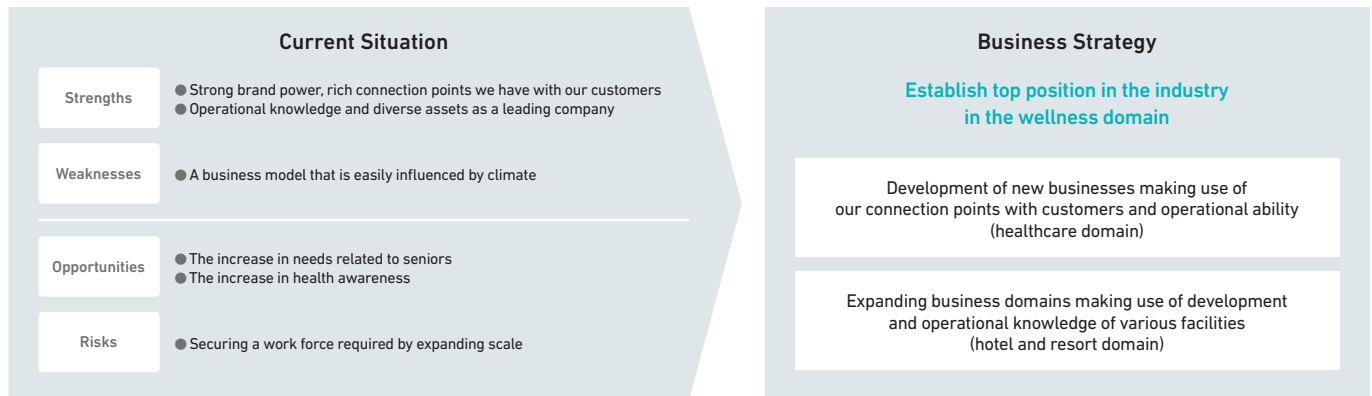 Current Situation
Strengths
● Strong brand power, rich connection points we have with our customers
● Operational knowledge and diverse assets as a leading company
Weaknesses
● A business model that is easily influenced by climate
Opportunities
● The increase in needs related to seniors
● The increase in health awareness
Risks
● Securing a work force required by expanding scale
Business Strategy
Establish top position in the industry
in the wellness domain
Development of new businesses making use of
our connection points with customers and operational ability
(healthcare domain)
Expanding business domains making use of development
and operational knowledge of various facilities
(hotel and resort domain)